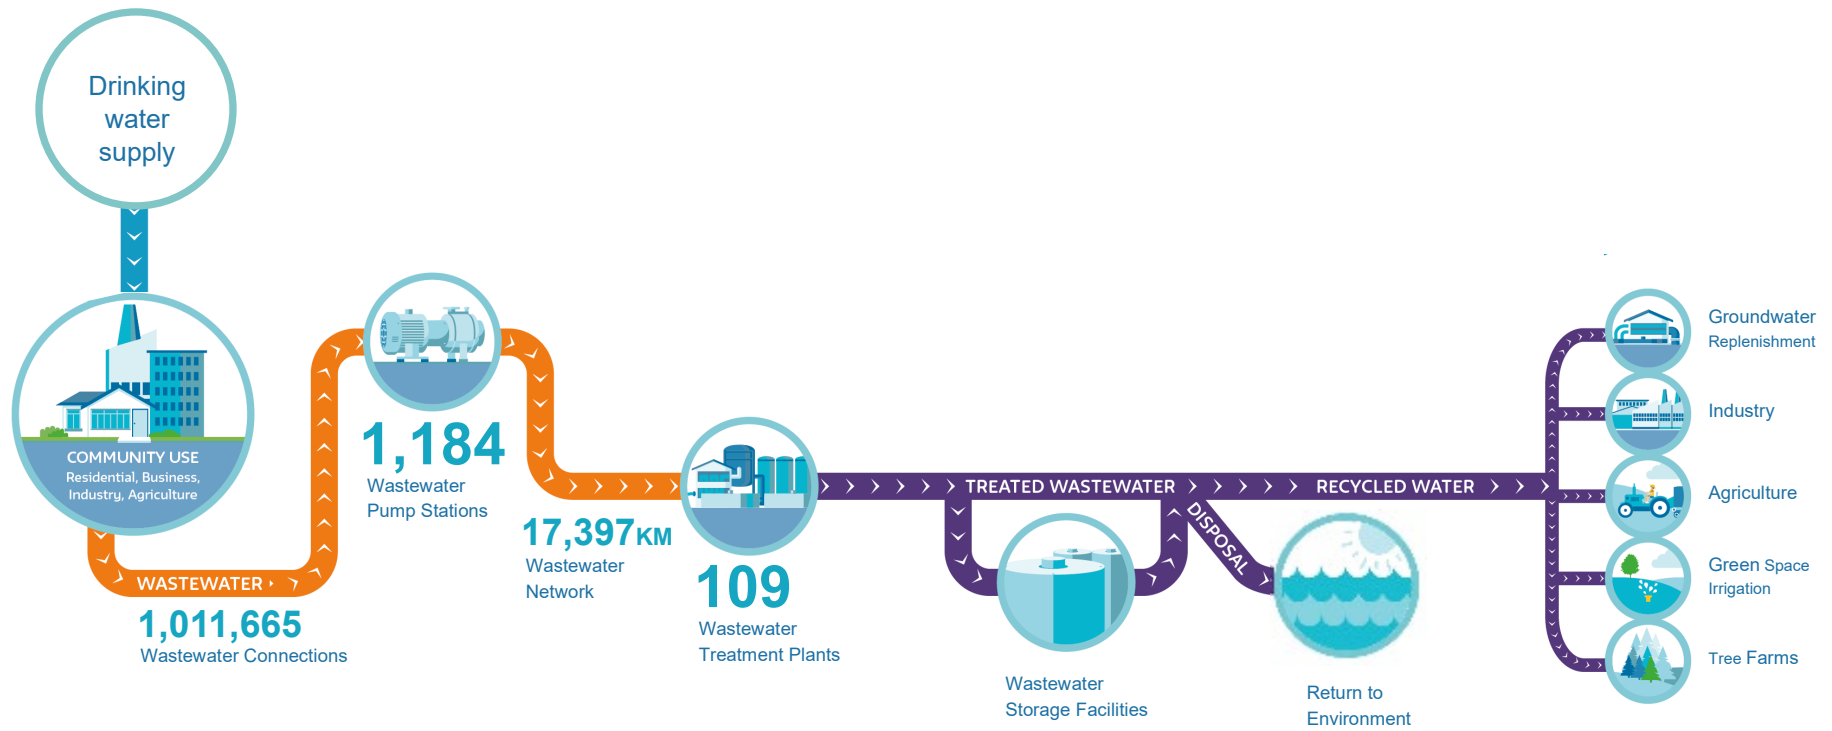 Drinking
water
supply
COMMUNITY USE
Residential, Business,
Industry, Agriculture
WASTEWATER
1,011,665
Wastewater Connections
1,184
Wastewater
Pump Stations
17,397KM
Wastewater
Network
109
Wastewater
Treatment Plants
TREATED WASTEWATER
Wastewater
Storage Facilities
DISPOSAL
Return to
Environment
RECYCLED WATER
Groundwater
Replenishment
Industry
Agriculture
Green Space
Irrigation
Tree Farms